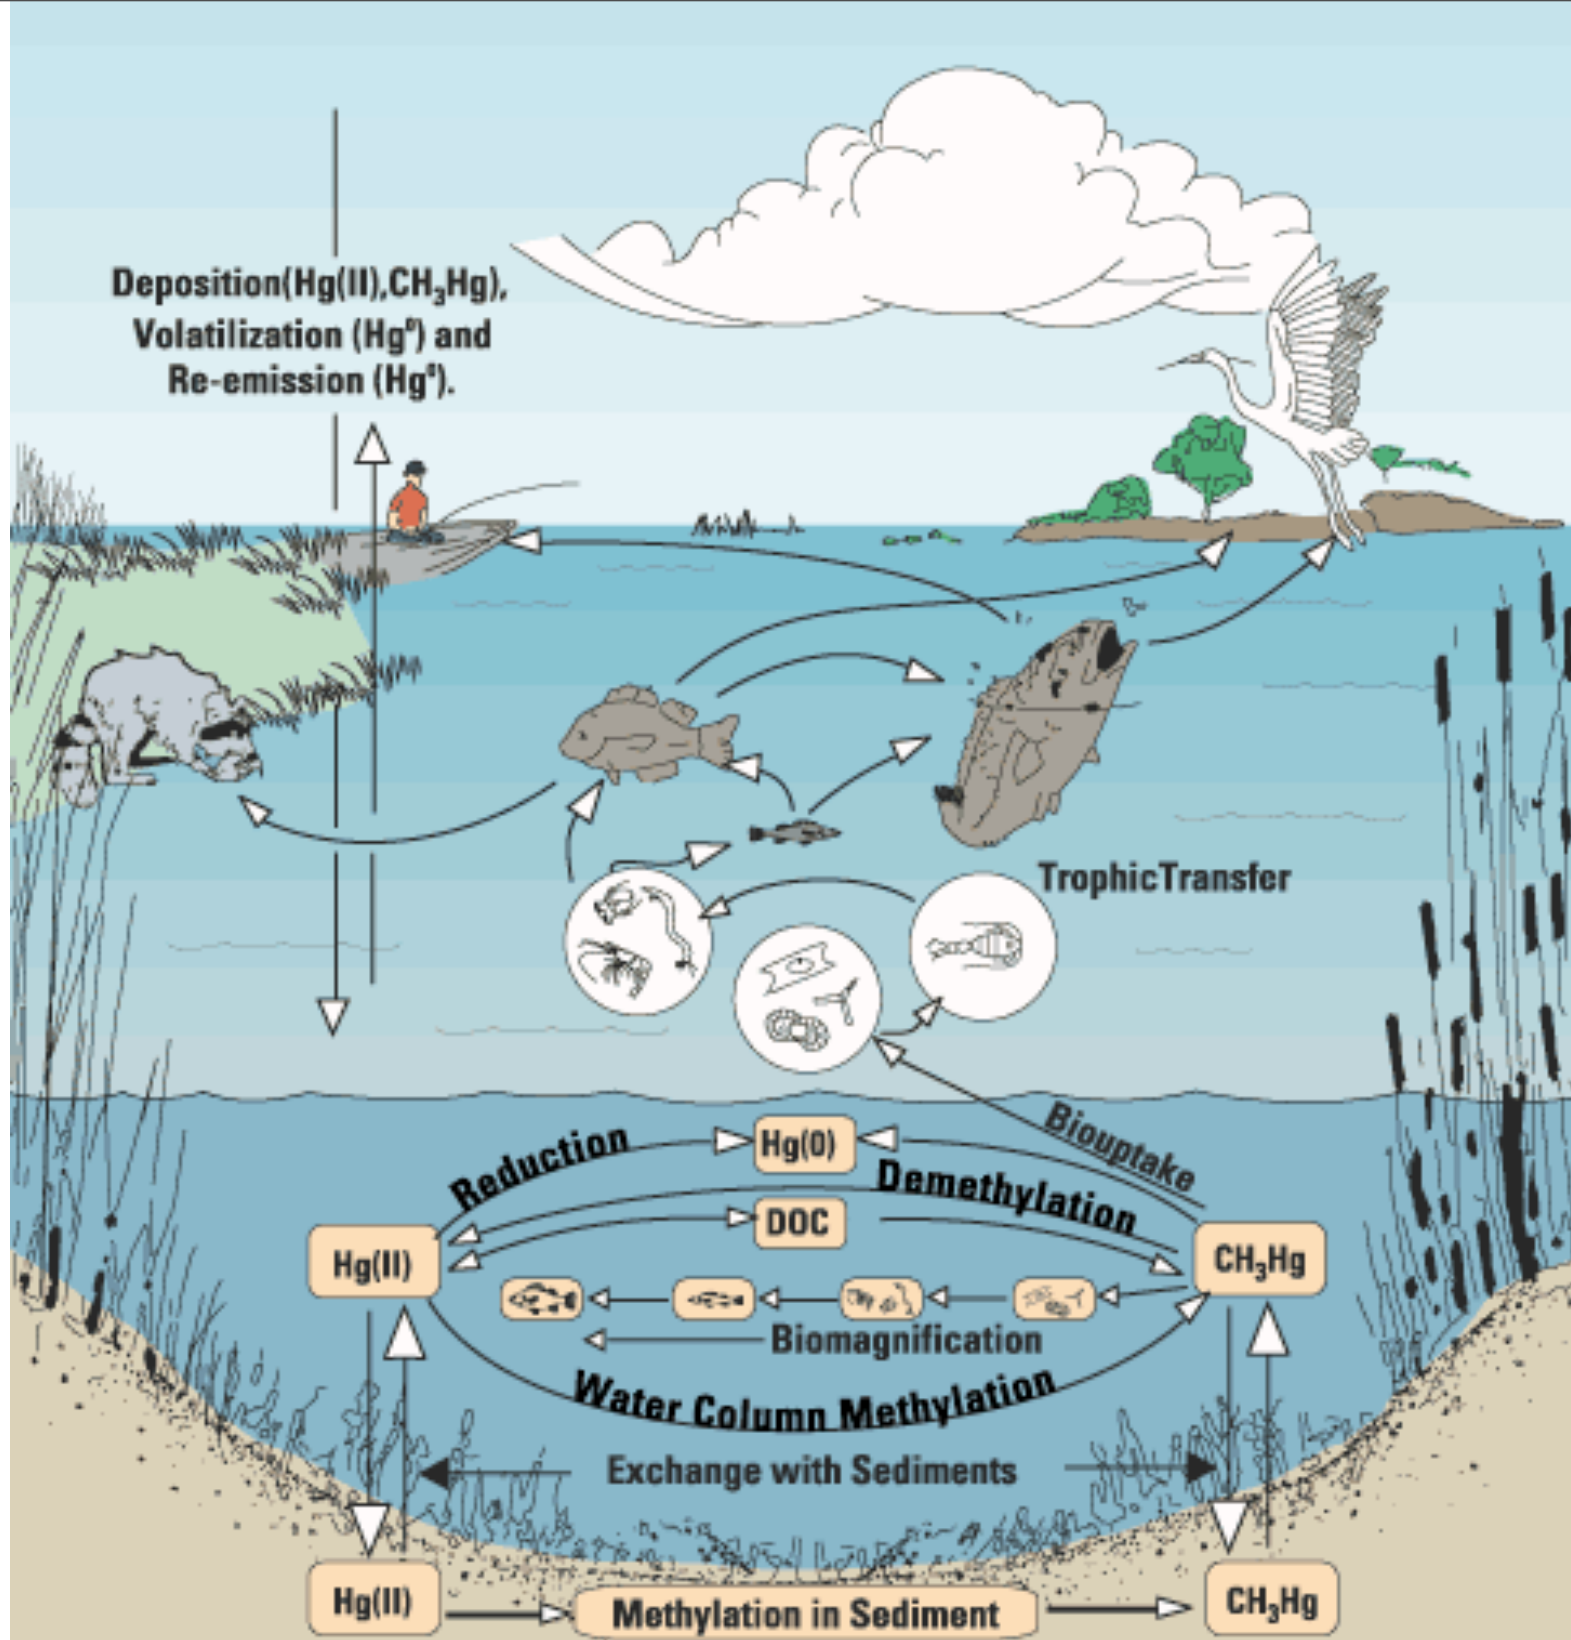 Deposition(Hg(II),CH₃Hg),
Volatilization (Hg⁰) and
Re-emission (Hg⁰).
TrophicTransfer
Biouptake
Reduction
Hg(0)
Demethylation
DOC
Hg(II)
CH₃Hg
Biomagnification
Water Column Methylation
Exchange with Sediments
Hg(II)
Methylation in Sediment
CH₃Hg